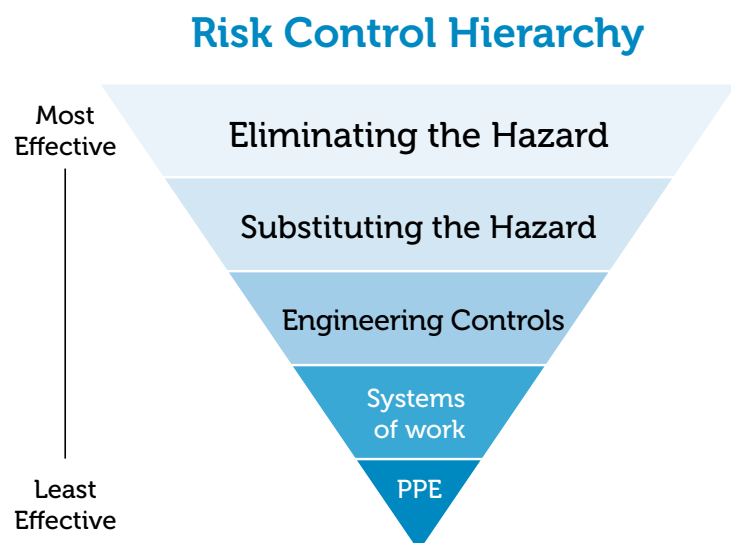 Risk Control Hierarchy
Most
Effective
Eliminating the Hazard
Substituting the Hazard
Engineering Controls
Systems
of work
PPE
Least
Effective